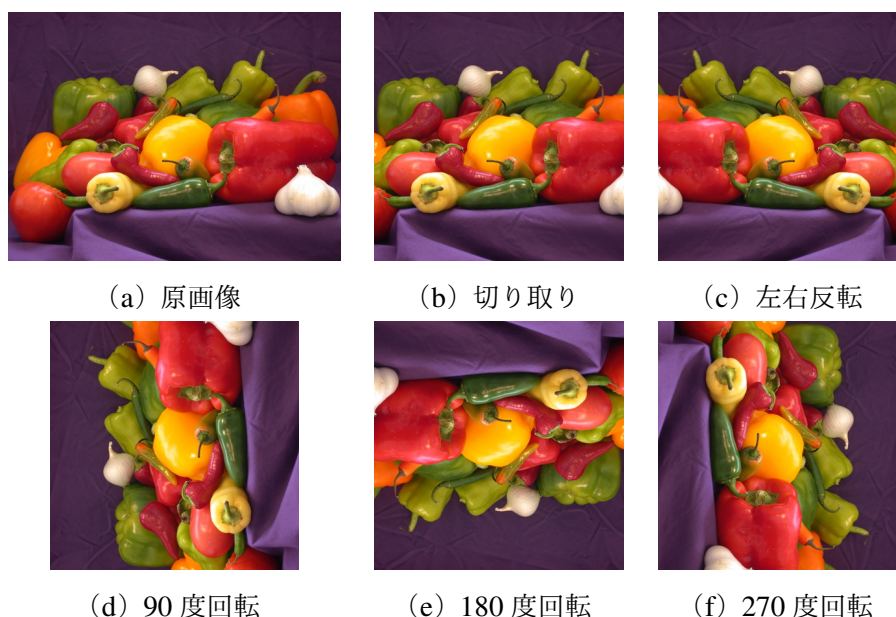 (a)原画像
(b)切り取り
(c)左右反転
(d)90 度回転
(e)180 度回転
(f)270 度回転